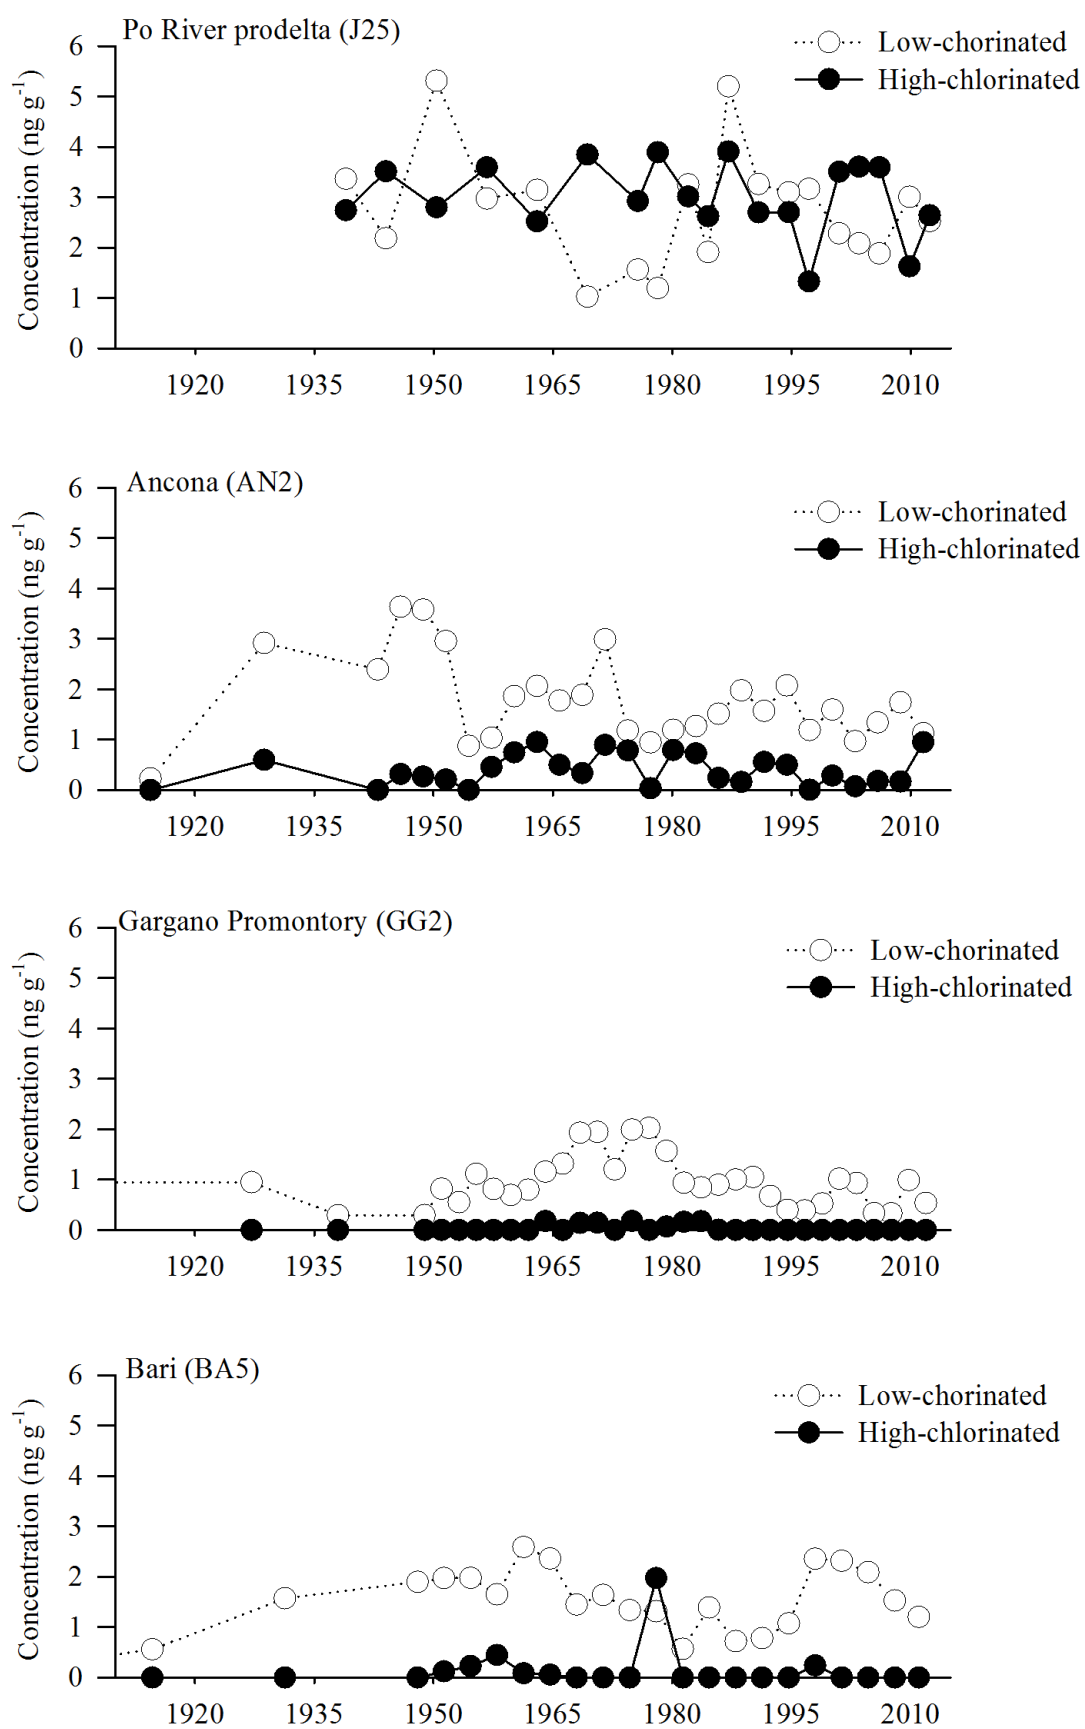 Po River prodelta (J25)
Low-chorinated
High-chlorinated
Concentration (ng g-1)
6
5
4
3
2
1
0
1920 1935 1950 1965 1980 1995 2010
Ancona (AN2)
Low-chorinated
High-chlorinated
Concentration (ng g-1)
6
5
4
3
2
1
0
1920 1935 1950 1965 1980 1995 2010
Gargano Promontory (GG2)
Low-chorinated
High-chlorinated
Concentration (ng g-1)
6
5
4
3
2
1
0
1920 1935 1950 1965 1980 1995 2010
Bari (BA5)
Low-chorinated
High-chlorinated
Concentration (ng g-1)
6
5
4
3
2
1
0
1920 1935 1950 1965 1980 1995 2010